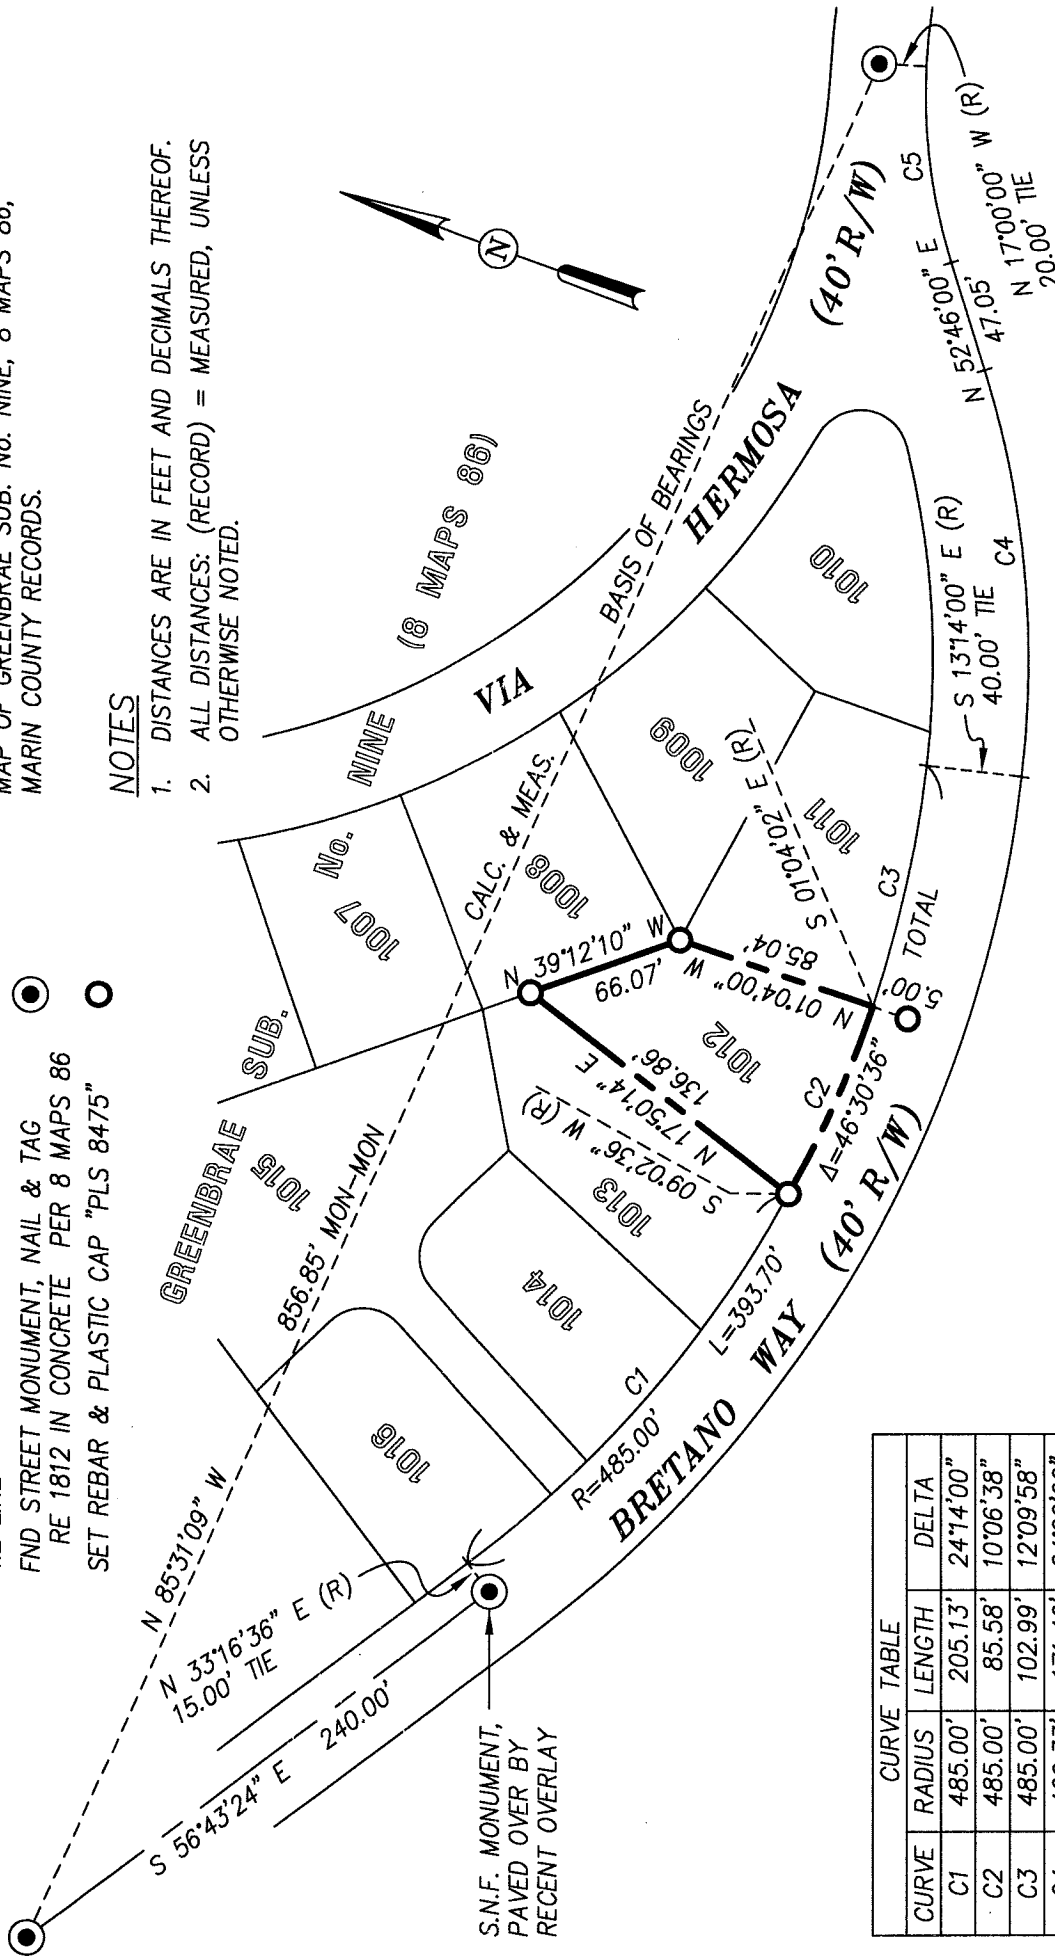 MAP OF GREENBRAE SUB. No. NINE, 8 MAPS 86,
MARIN COUNTY RECORDS.
NOTES
1. DISTANCES ARE IN FEET AND DECIMALS THEREOF.
2. ALL DISTANCES: (RECORD) = MEASURED, UNLESS
OTHERWISE NOTED.
FND STREET MONUMENT, NAIL & TAG
RE 1812 IN CONCRETE PER 8 MAPS 86
SET REBAR & PLASTIC CAP "PLS 8475"
N
GREENBRAE SUB. No. NINE (8 MAPS 86)
N 85°31'09" W
856.85' MON-MON
CALC. & MEAS.
BASIS OF BEARINGS
VIA HERMOSA (40' R/W)
1007
1008
1009
1010
1011
1012
1013
1014
1015
1016
N 39°12'10" W
66.07'
N 01°04'00" W
85.04'
S 01°04'02" E (R)
N 17°50'14" E
136.86'
S 09°02'36" W (R)
5.00' TOTAL
C1
C2
C3
C4
C5
Δ=46°30'36"
L=393.70'
R=485.00'
BRETANO WAY (40' R/W)
S 13°14'00" E (R)
40.00' TIE
N 52°46'00" E
47.05'
N 17°00'00" W (R)
20.00' TIE
N 33°16'36" E (R)
15.00' TIE
S 56°43'24" E 240.00'
S.N.F. MONUMENT,
PAVED OVER BY
RECENT OVERLAY
CURVE TABLE
CURVE RADIUS LENGTH DELTA
C1 485.00' 205.13' 24°14'00"
C2 485.00' 85.58' 10°06'38"
C3 485.00' 102.99' 12°09'58"